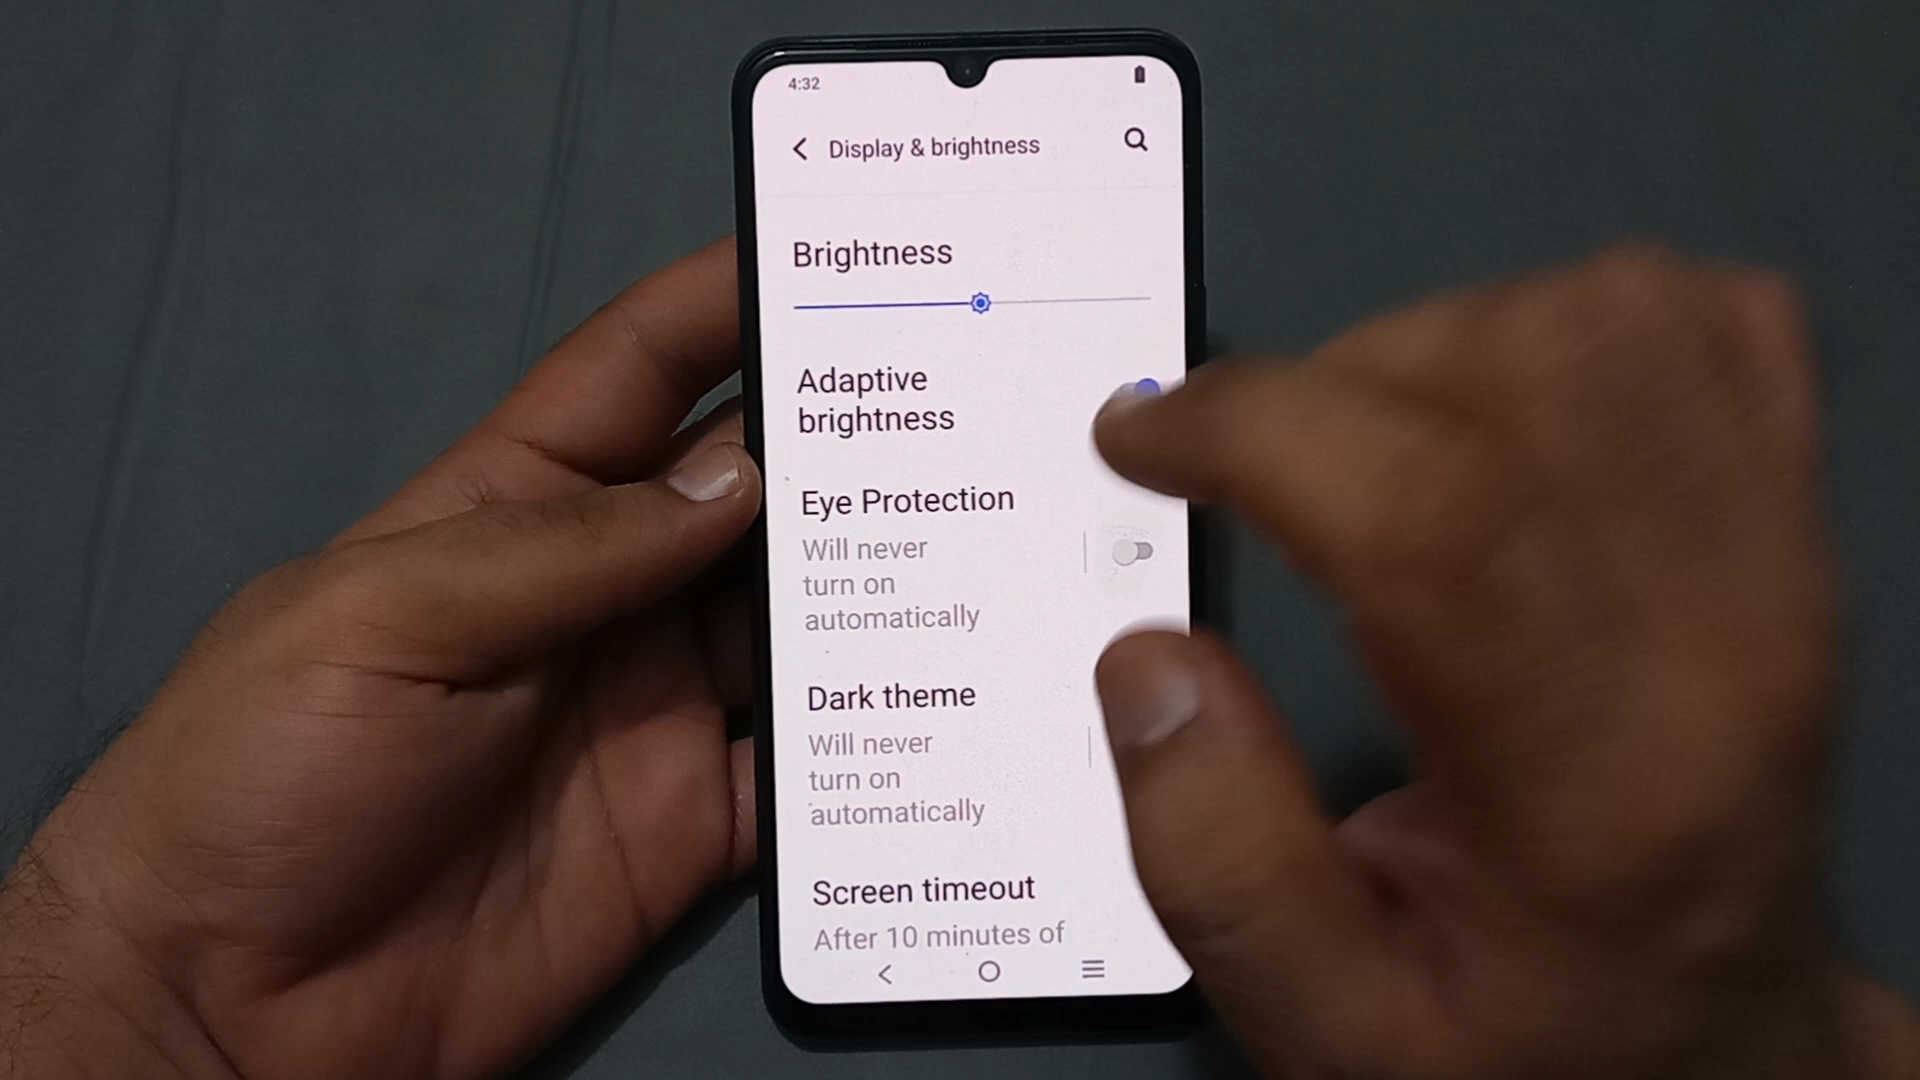 4:32
Display & brightness
Brightness
Adaptive
brightness
Eye Protection
Will never
turn on
automatically
Dark theme
Will never
turn on
automatically
Screen timeout
After 10 minutes of